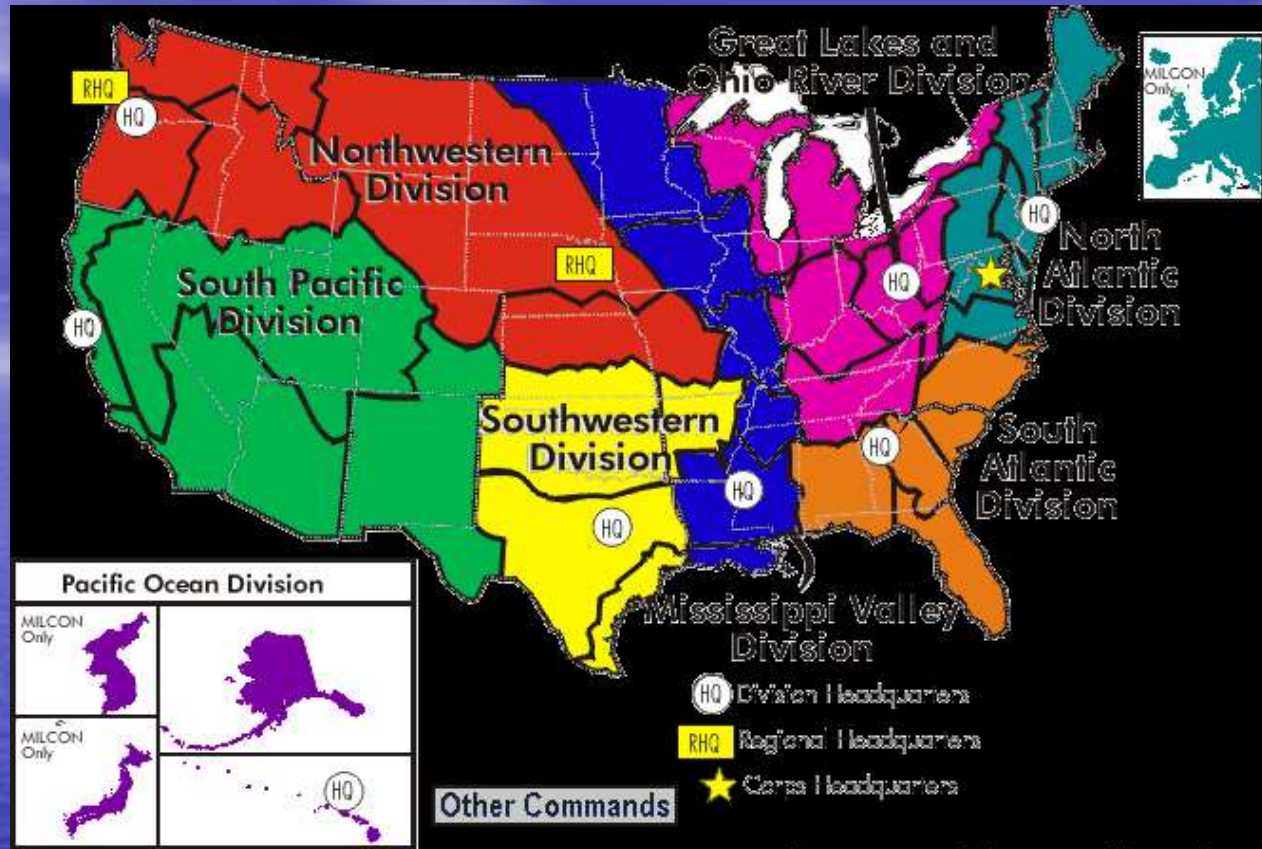 Great Lakes and
Ohio River Division
MILCON
Only
RHQ
HQ
Northwestern
Division
HQ
North
Atlantic
Division
RHQ
HQ
South Pacific
Division
HQ
Southwestern
Division
HQ
South
Atlantic
Division
HQ
HQ
Mississippi Valley
Division
Pacific Ocean Division
MILCON
Only
MILCON
Only
HQ
HQ Division Headquarters
RHQ Regional Headquarters
Corps Headquarters
Other Commands